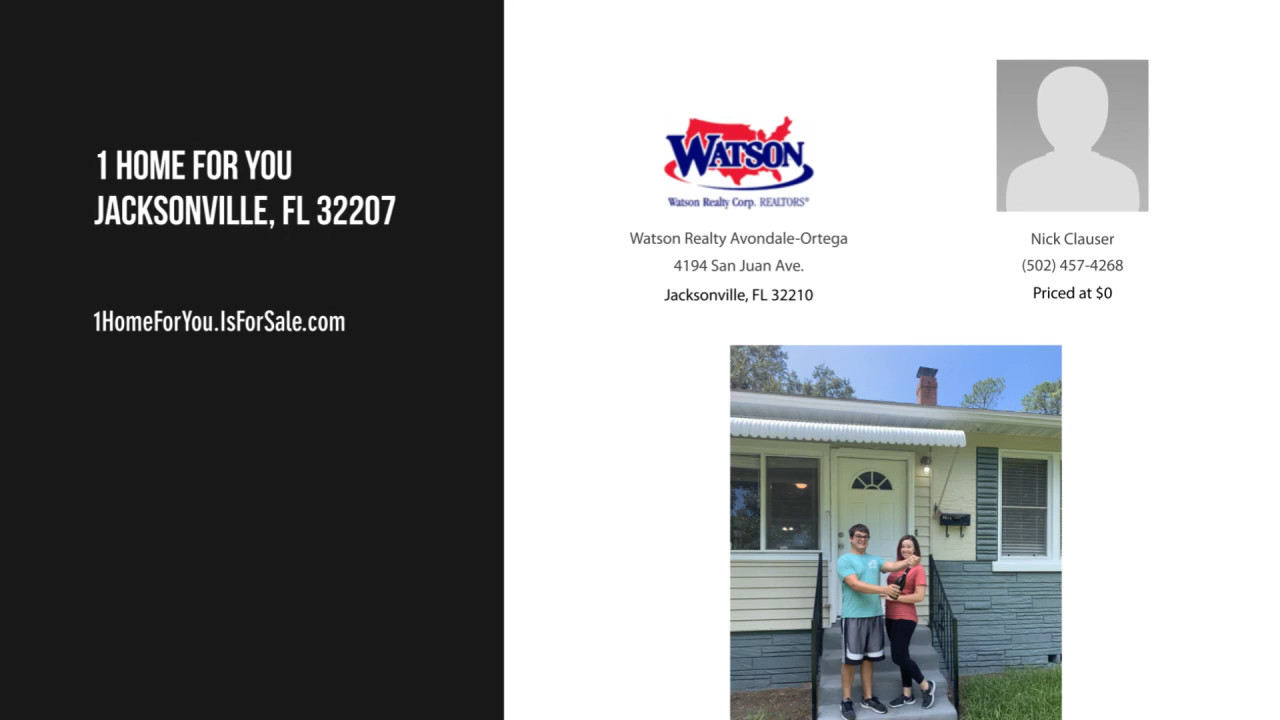 1 HOME FOR YOU
JACKSONVILLE, FL 32207
1HomeForYou.IsForSale.com
WATSON
Watson Realty Corp. REALTORS®
Watson Realty Avondale-Ortega
4194 San Juan Ave.
Jacksonville, FL 32210
Nick Clauser
(502) 457-4268
Priced at $0